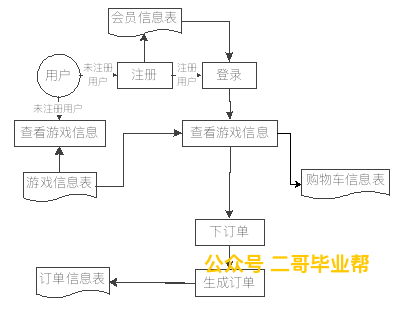 会员信息表
用户
未注册
用户
注册
注册
用户
登录
未注册用户
查看游戏信息
查看游戏信息
游戏信息表
购物车信息表
下订单
公众号 二哥毕业帮
订单信息表
生成订单